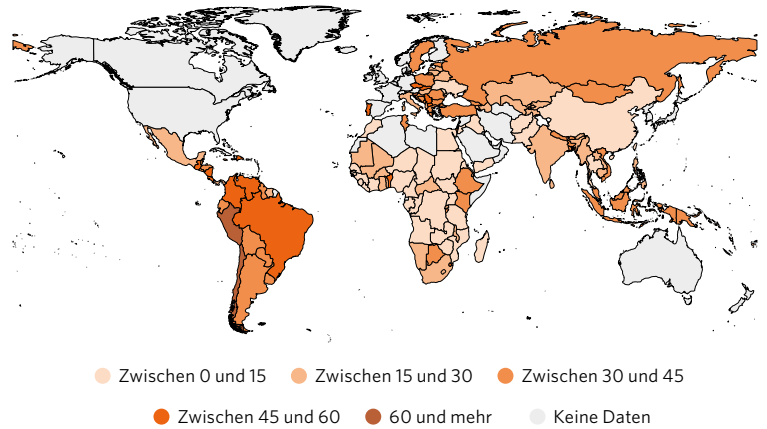 Zwischen 0 und 15 Zwischen 15 und 30 Zwischen 30 und 45
Zwischen 45 und 60 60 und mehr Keine Daten